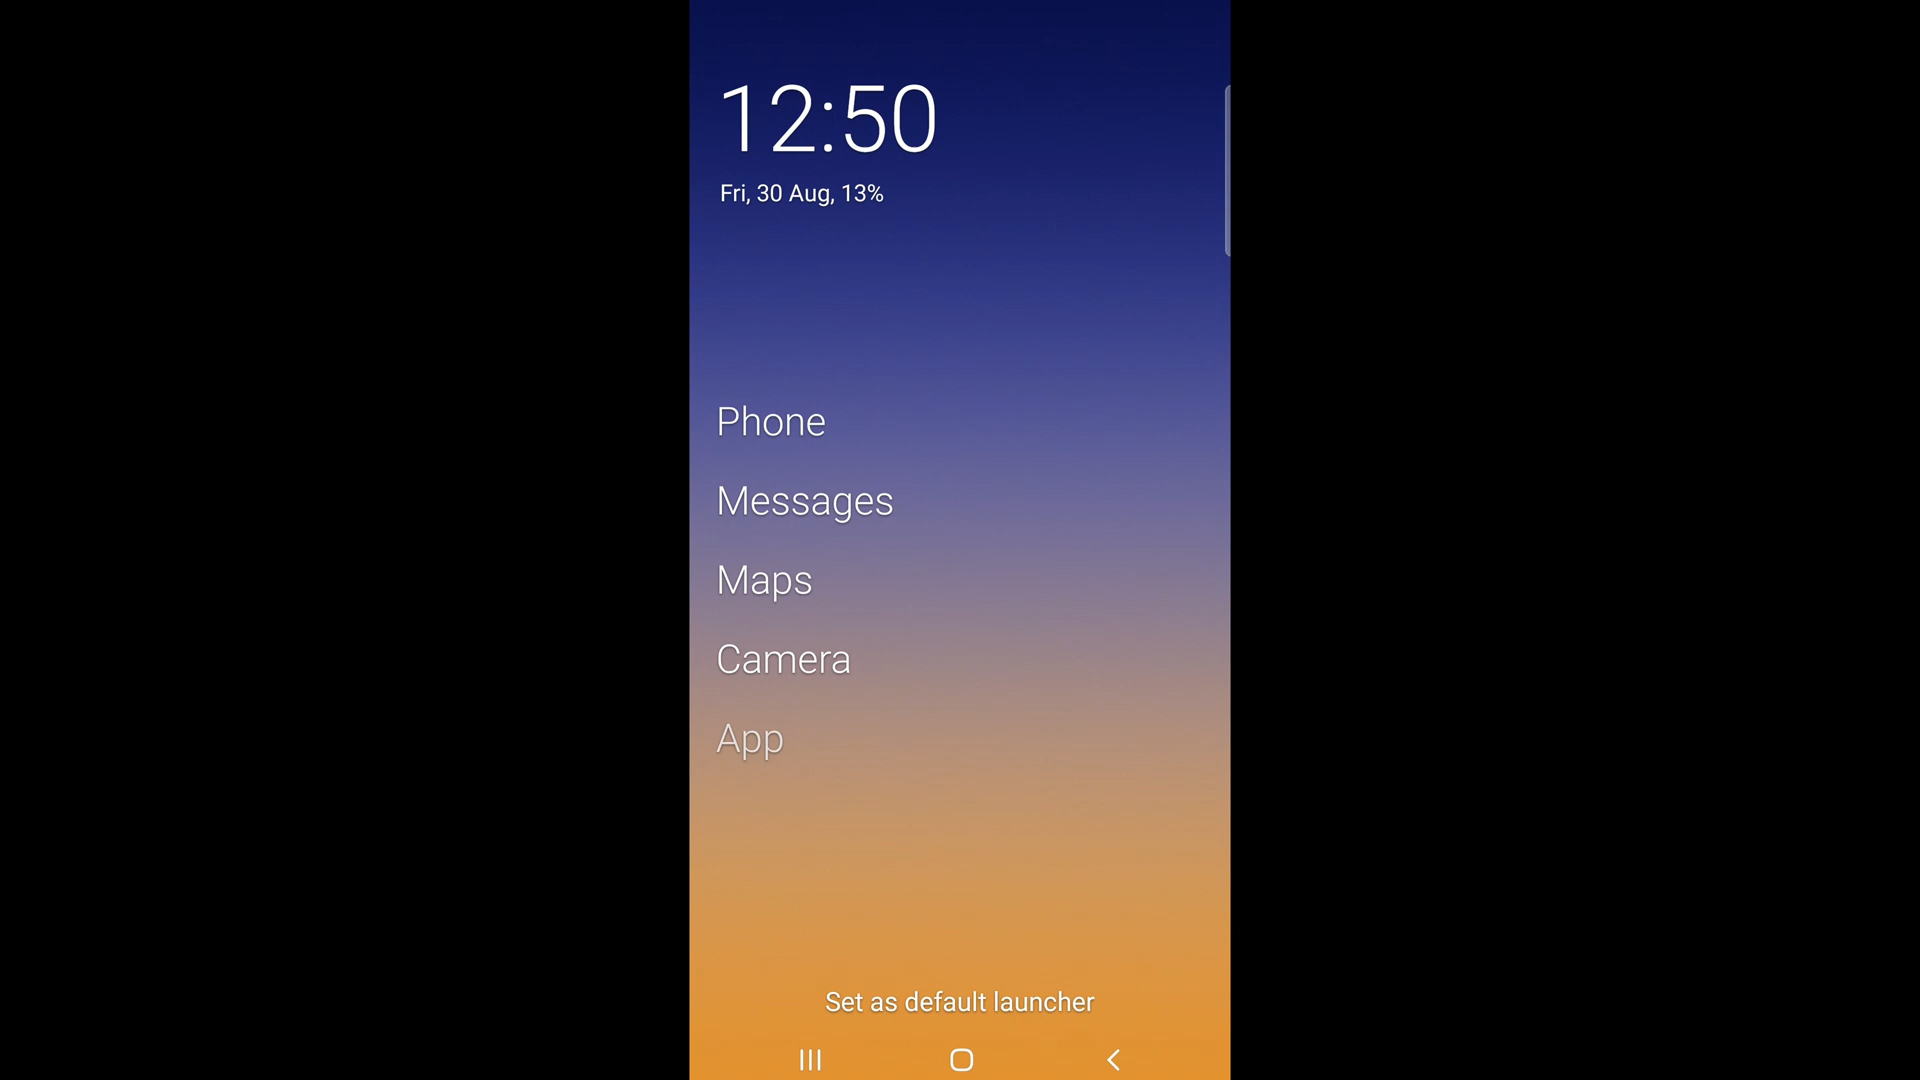 12:50
Fri, 30 Aug, 13%
Phone
Messages
Maps
Camera
App
Set as default launcher